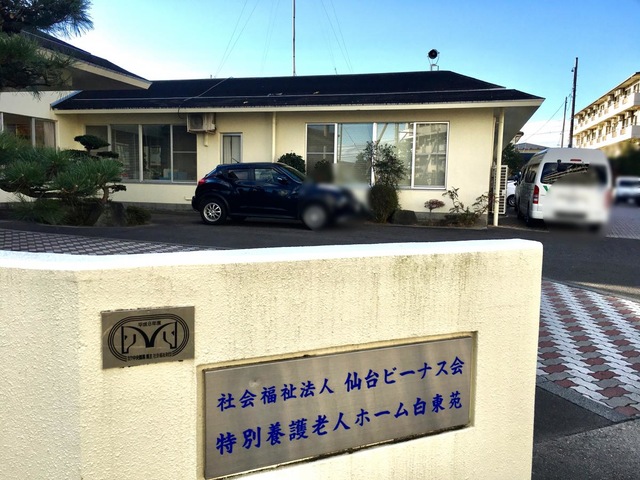 社会福祉法人 仙台ビーナス会
特別養護老人ホーム白東苑